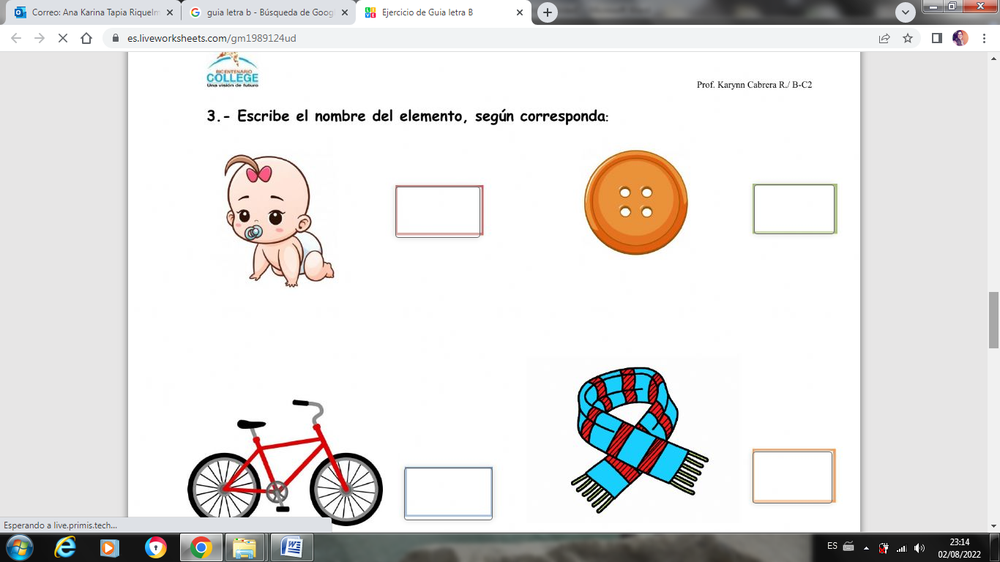 Correo: Ana Karina Tapia Riquelm
guia letra b - Búsqueda de Goog
LIVE
Ejercicio de Guia letra B
es.liveworksheets.com/gm1989124ud
BICENTENARIO
COLLEGE
Una visión de futuro
Prof. Karynn Cabrera R./ B-C2
3.- Escribe el nombre del elemento, según corresponda:
Esperando a live.primis.tech...
ES
23:14
02/08/2022